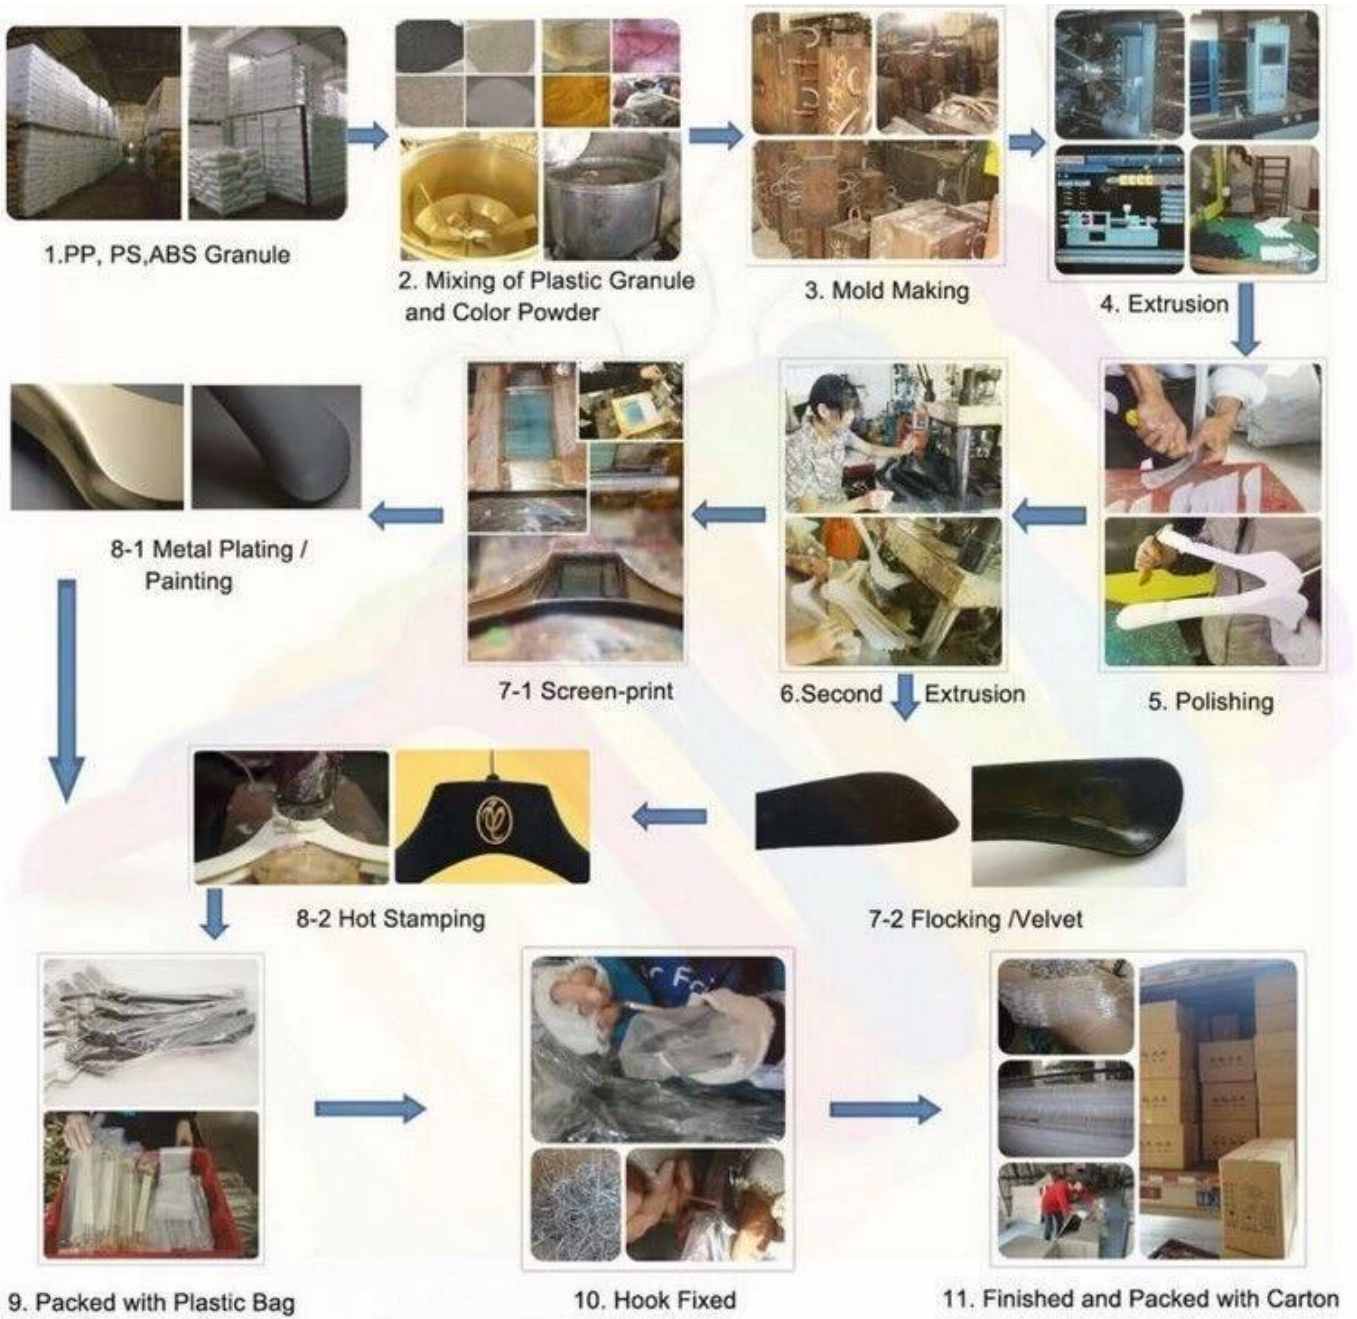 1.PP, PS,ABS Granule
2. Mixing of Plastic Granule
and Color Powder
3. Mold Making
4. Extrusion
8-1 Metal Plating /
Painting
7-1 Screen-print
6.Second Extrusion
5. Polishing
8-2 Hot Stamping
7-2 Flocking /Velvet
9. Packed with Plastic Bag
10. Hook Fixed
11. Finished and Packed with Carton